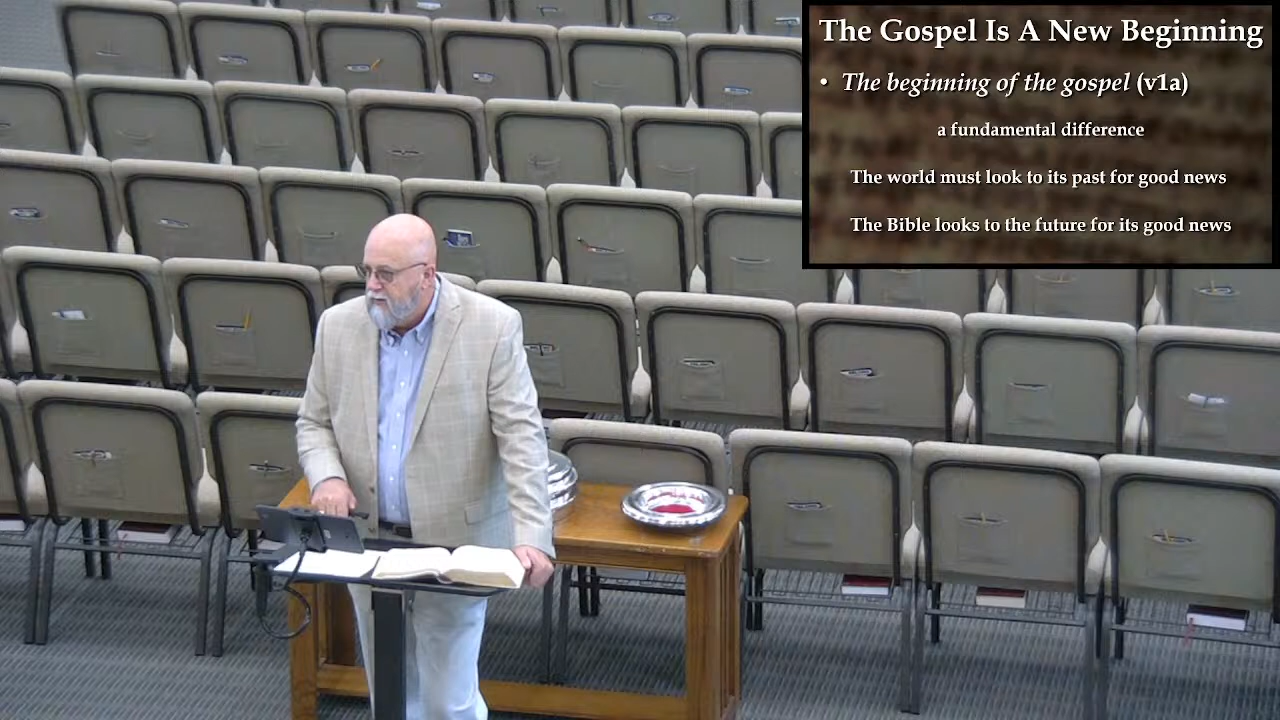 The Gospel Is A New Beginning
• The beginning of the gospel (v1a)
a fundamental difference
The world must look to its past for good news
The Bible looks to the future for its good news